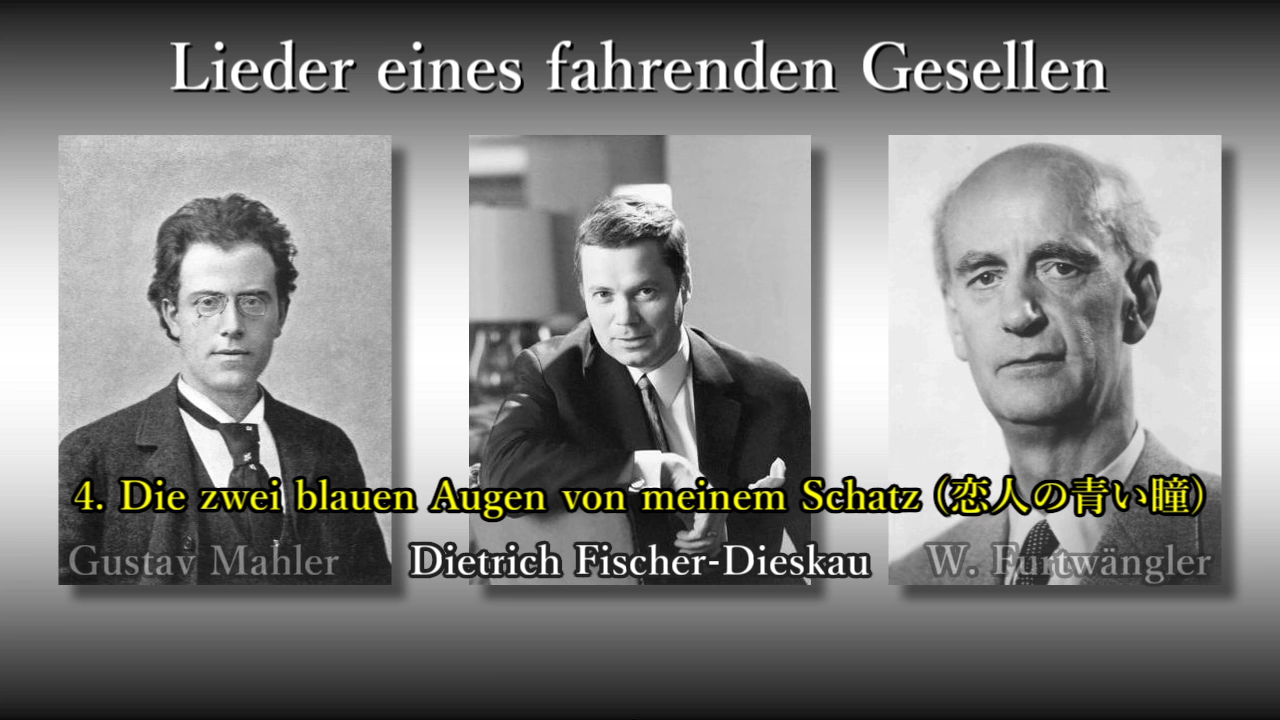 Lieder eines fahrenden Gesellen
4. Die zwei blauen Augen von meinem Schatz (恋人の青い瞳)
Gustav Mahler
Dietrich Fischer-Dieskau
W. Furtwängler